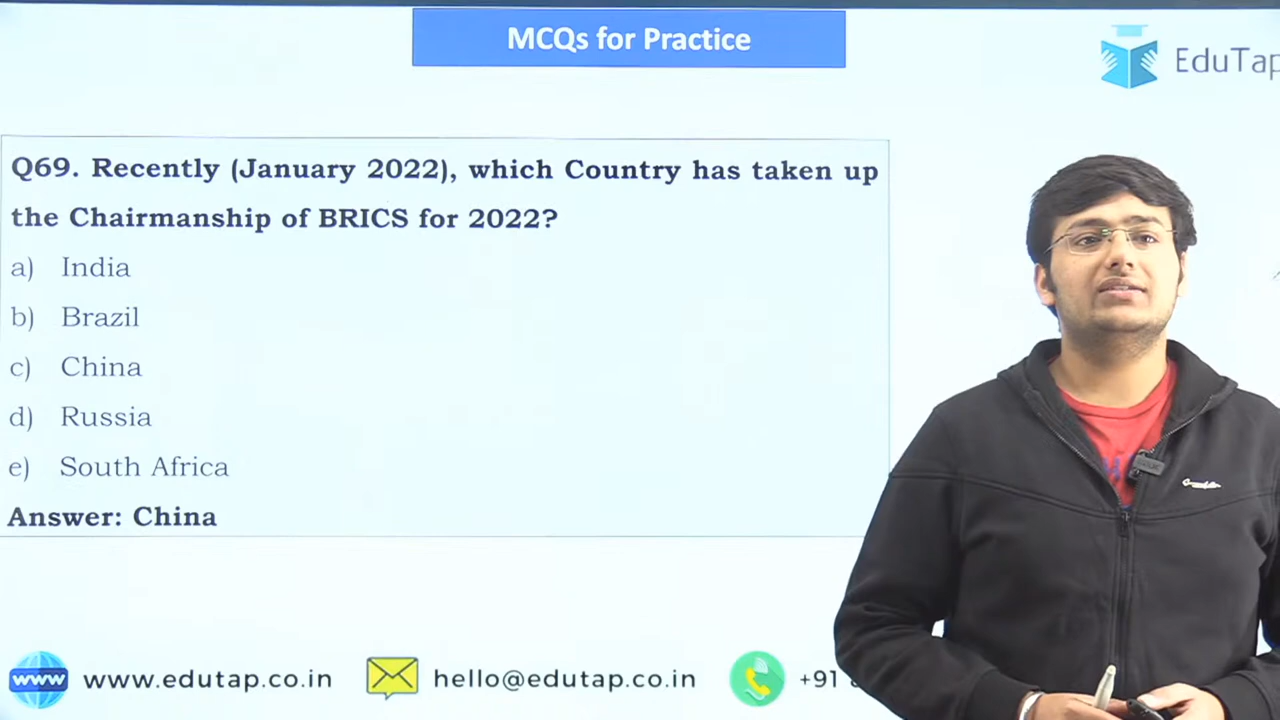 MCQs for Practice
EduTap
Q69. Recently (January 2022), which Country has taken up
the Chairmanship of BRICS for 2022?
a) India
b) Brazil
c) China
d) Russia
e) South Africa
Answer: China
www www.edutap.co.in hello@edutap.co.in +91